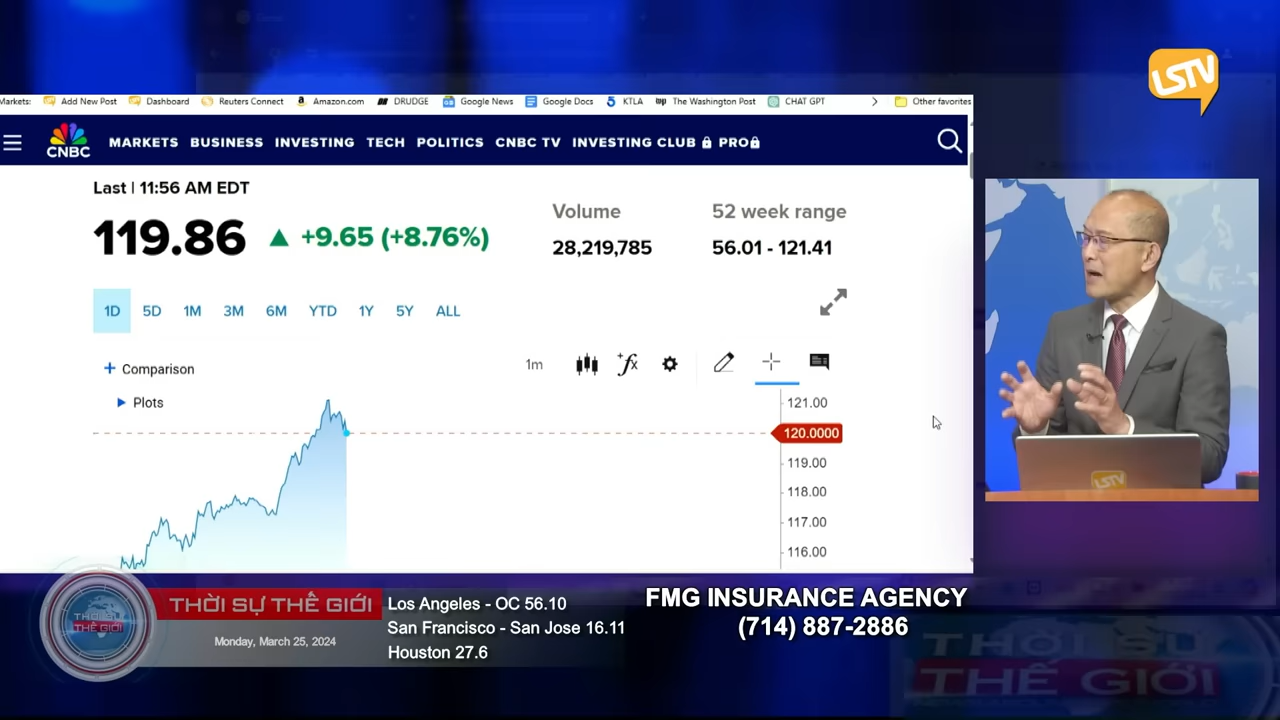 LSTV
Markets: Add New Post Dashboard Reuters Connect Amazon.com DRUDGE Google News Google Docs KTLA The Washington Post CHAT GPT Other favorites
CNBC MARKETS BUSINESS INVESTING TECH POLITICS CNBC TV INVESTING CLUB PRO
Last | 11:56 AM EDT
119.86 ▲ +9.65 (+8.76%)
Volume
28,219,785
52 week range
56.01 - 121.41
1D 5D 1M 3M 6M YTD 1Y 5Y ALL
+ Comparison
1m
Plots
121.00
120.0000
119.00
118.00
117.00
116.00
LSTV
THỜI SỰ
THẾ GIỚI
THỜI SỰ THẾ GIỚI
Monday, March 25, 2024
Los Angeles - OC 56.10
San Francisco - San Jose 16.11
Houston 27.6
FMG INSURANCE AGENCY
(714) 887-2886
THỜI SỰ
THẾ GIỚI